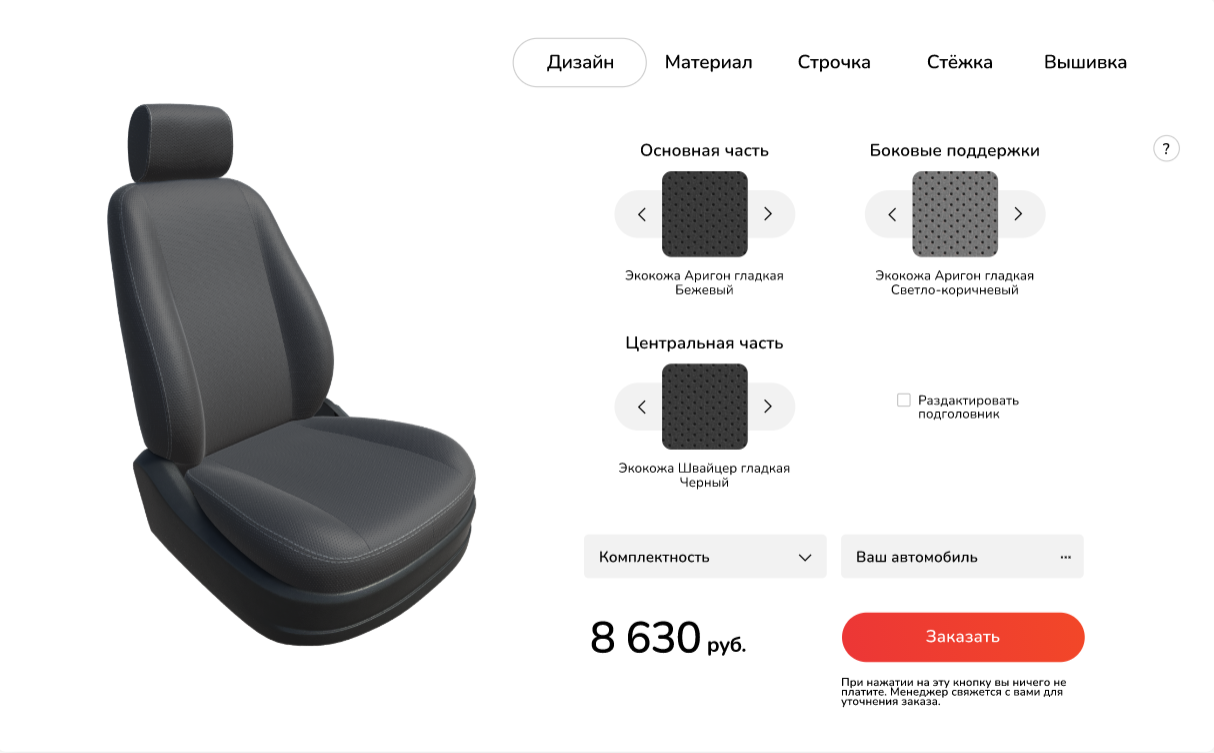 Дизайн
Материал
Строчка
Стёжка
Вышивка
Основная часть
Боковые поддержки
?
Экокожа Аригон гладкая
Бежевый
Экокожа Аригон гладкая
Светло-коричневый
Центральная часть
Раздактировать
подголовник
Экокожа Швайцер гладкая
Черный
Комплектность
Ваш автомобиль
...
8 630 руб.
Заказать
При нажатии на эту кнопку вы ничего не
платите. Менеджер свяжется с вами для
уточнения заказа.